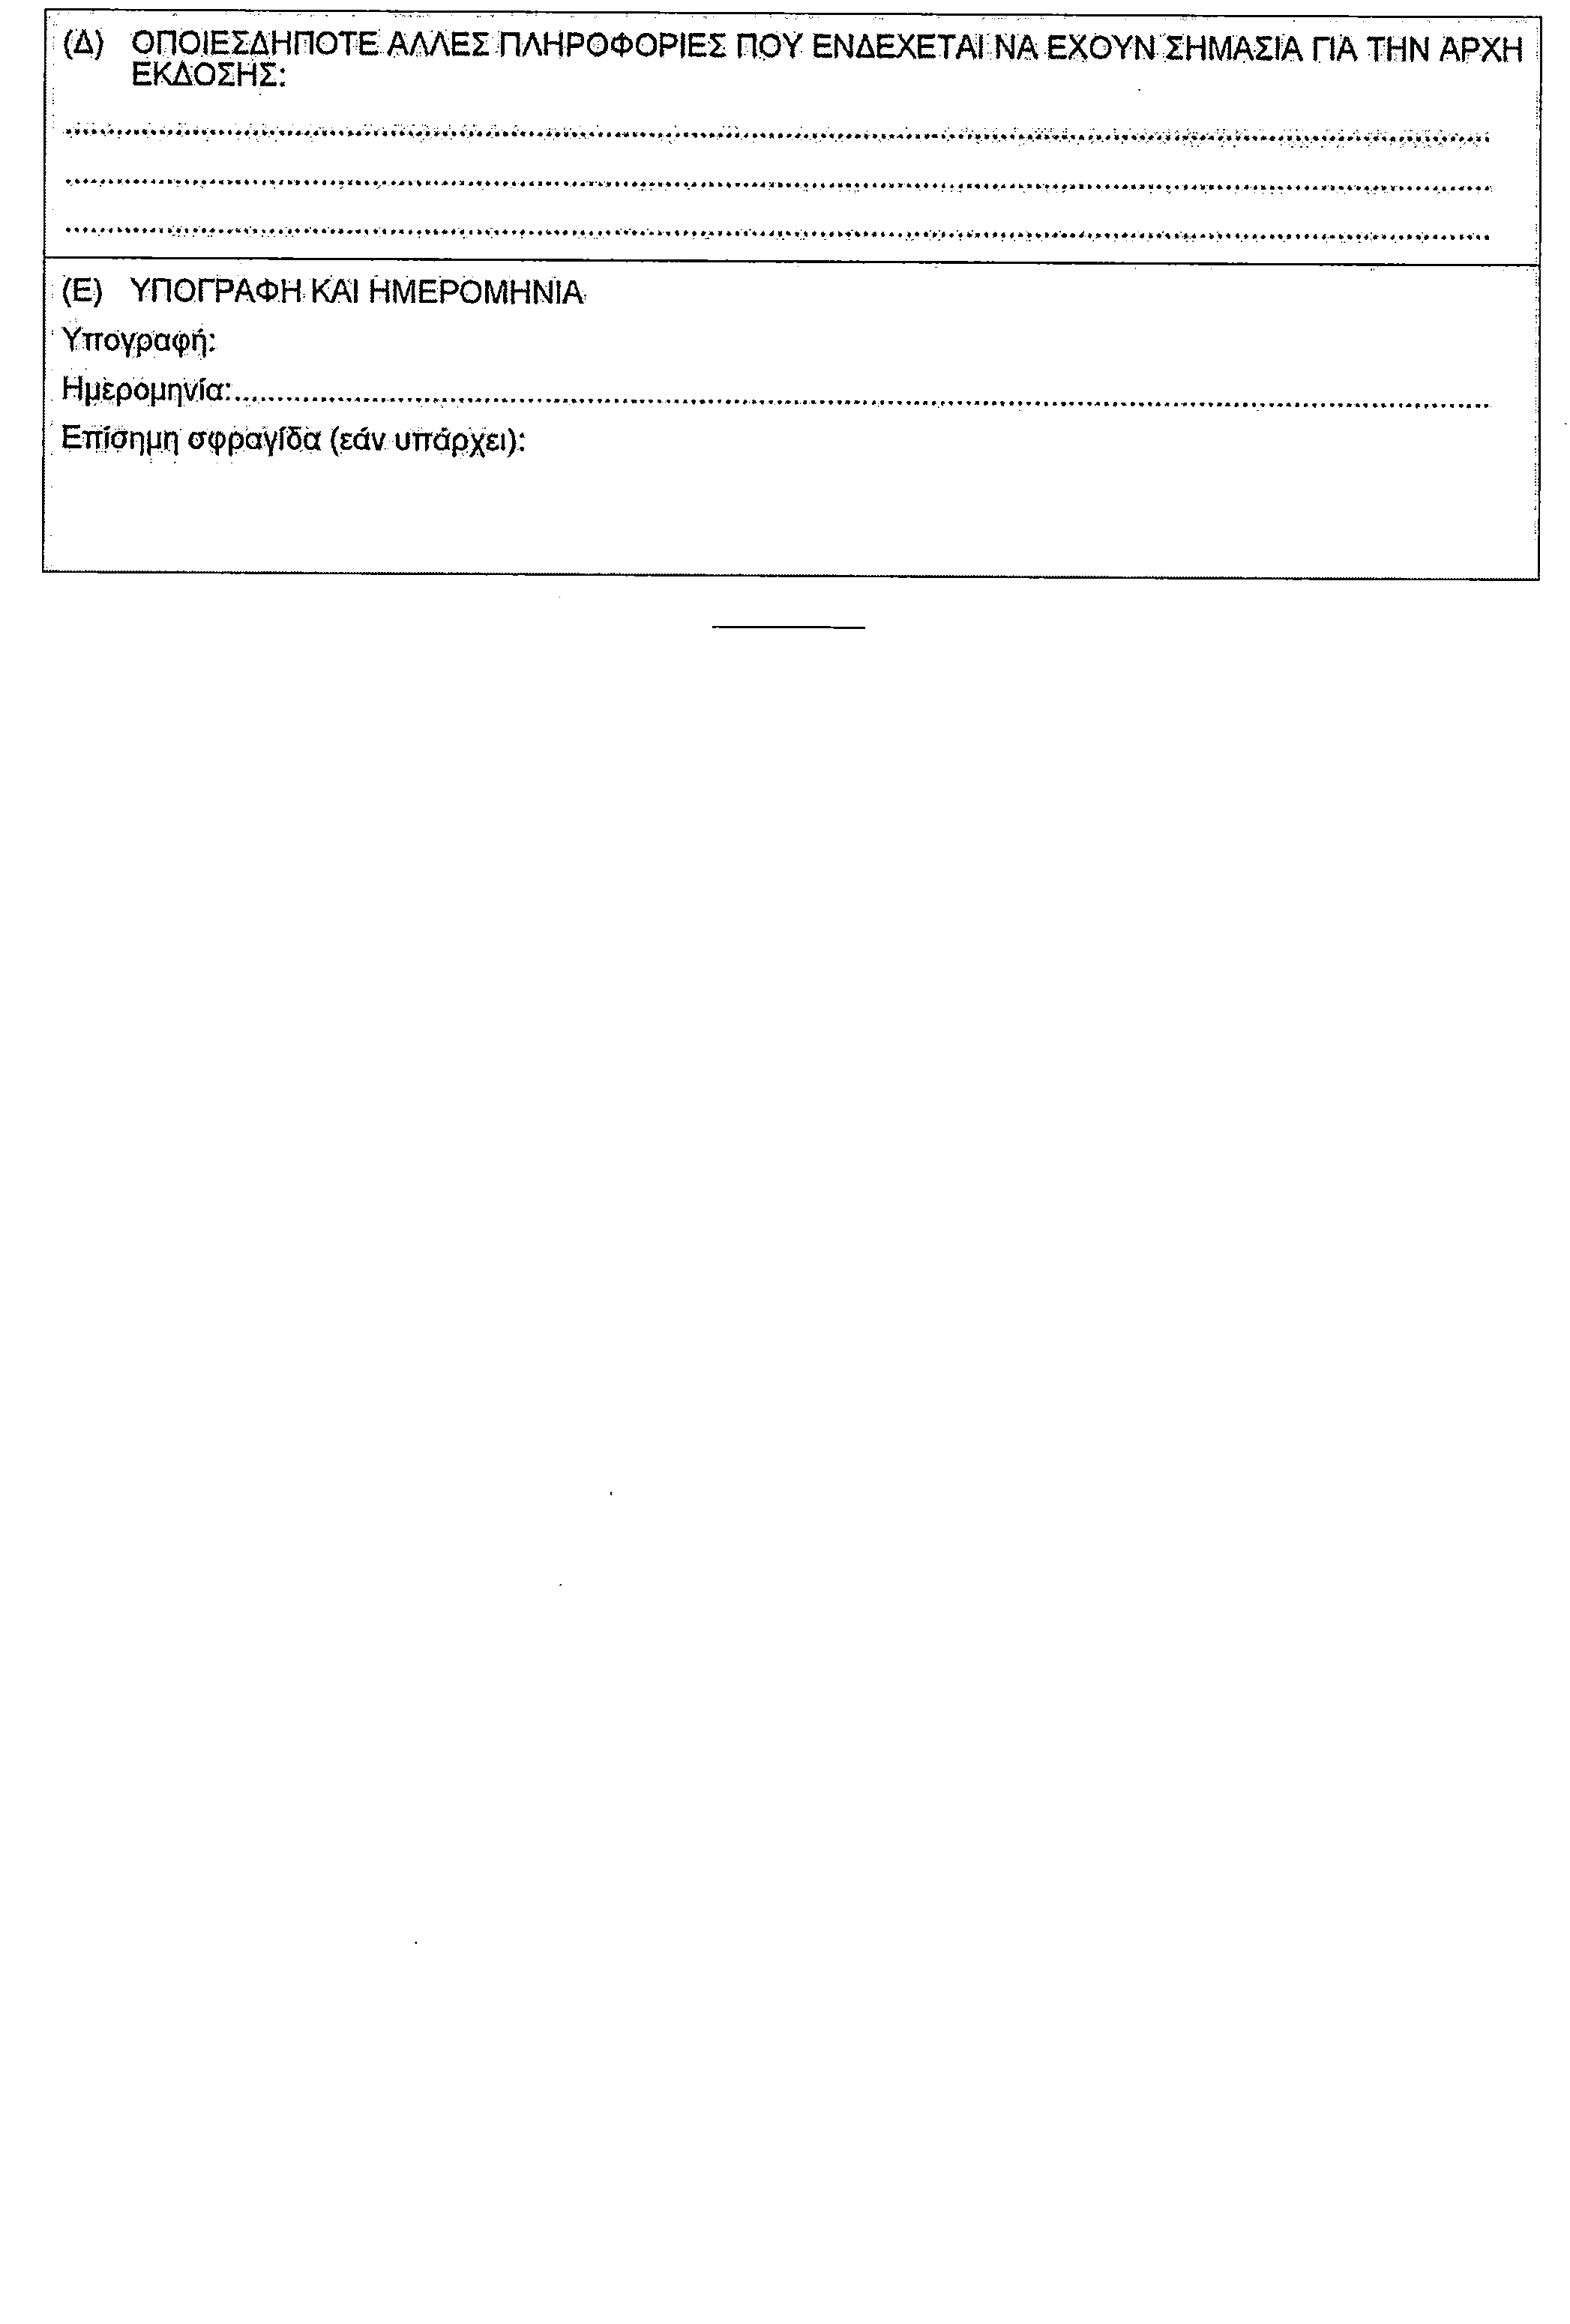 (Δ) ΟΠΟΙΕΣΔΗΠΟΤΕ ΑΛΛΕΣ ΠΛΗΡΟΦΟΡΙΕΣ ΠΟΥ ΕΝΔΕΧΕΤΑΙ ΝΑ ΕΧΟΥΝ ΣΗΜΑΣΙΑ ΓΙΑ ΤΗΝ ΑΡΧΗ
ΕΚΔΟΣΗΣ:
(Ε) ΥΠΟΓΡΑΦΗ ΚΑΙ ΗΜΕΡΟΜΗΝΙΑ
Υπογραφή:
Ημερομηνία:
Επίσημη σφραγίδα (εάν υπάρχει):